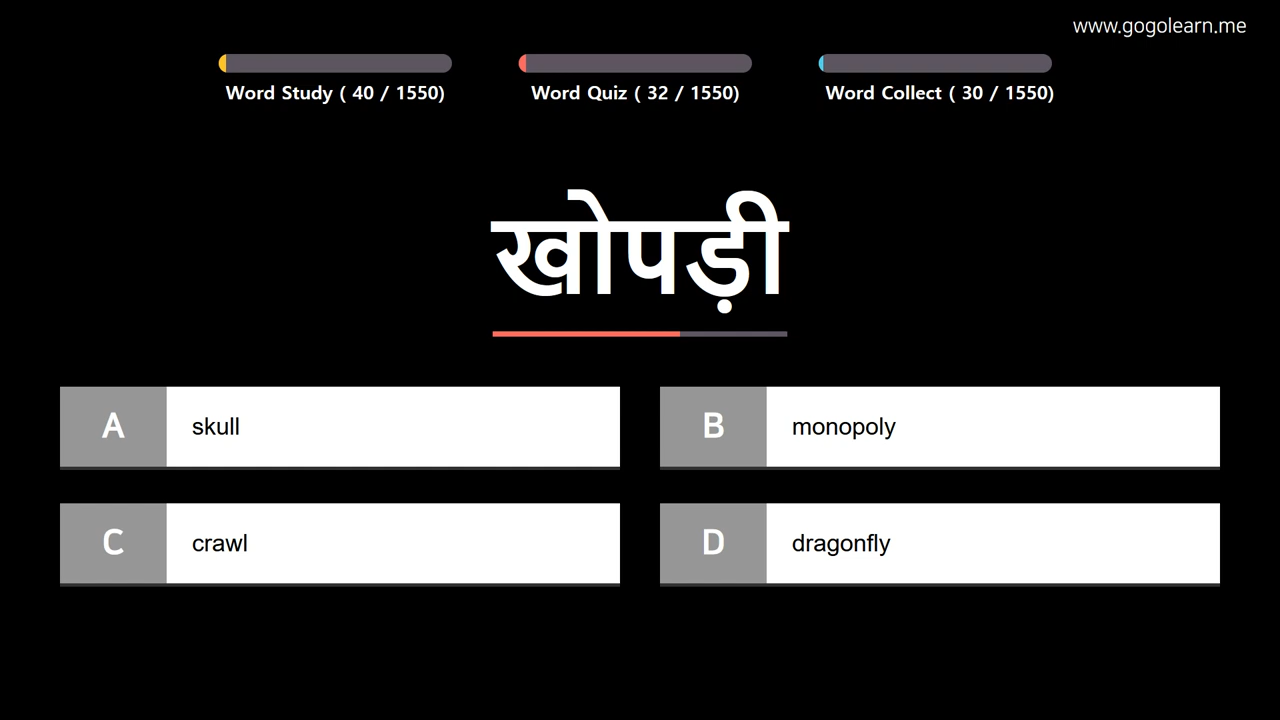 www.gogolearn.me
Word Study ( 40 / 1550)
Word Quiz ( 32 / 1550)
Word Collect ( 30 / 1550)
खोपड़ी
A skull
B monopoly
C crawl
D dragonfly